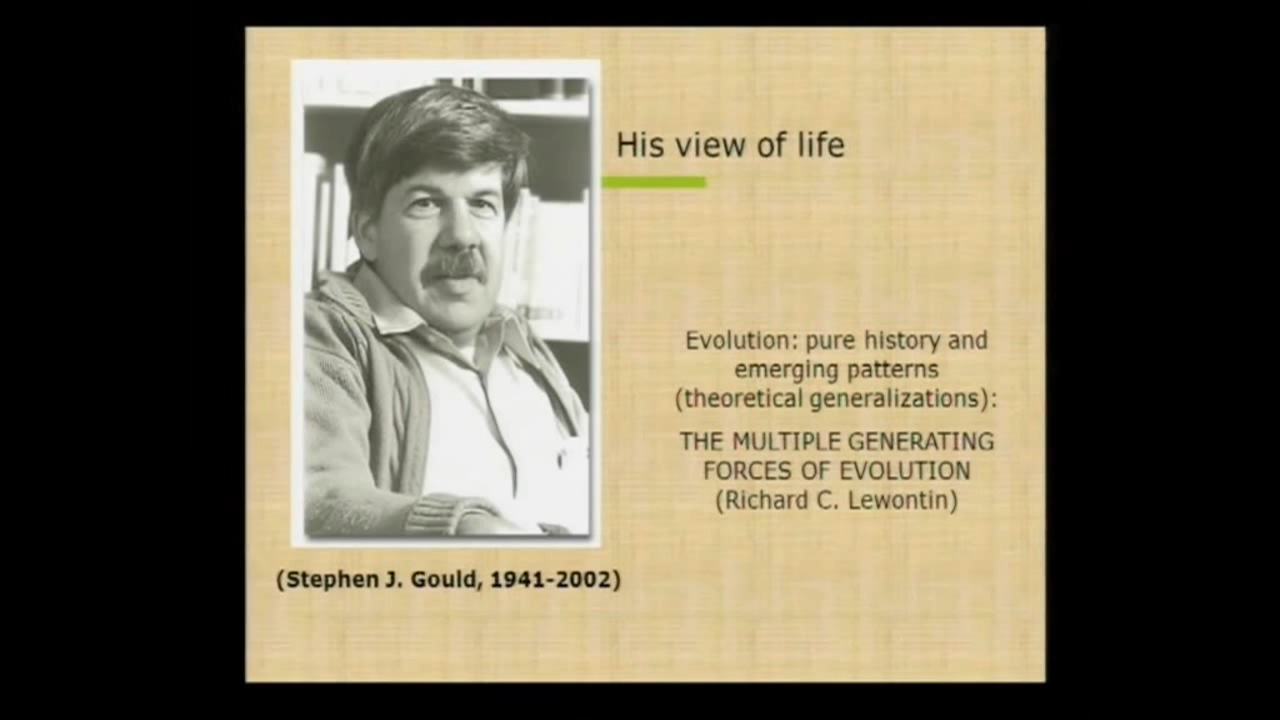 His view of life
Evolution: pure history and
emerging patterns
(theoretical generalizations):
THE MULTIPLE GENERATING
FORCES OF EVOLUTION
(Richard C. Lewontin)
(Stephen J. Gould, 1941-2002)